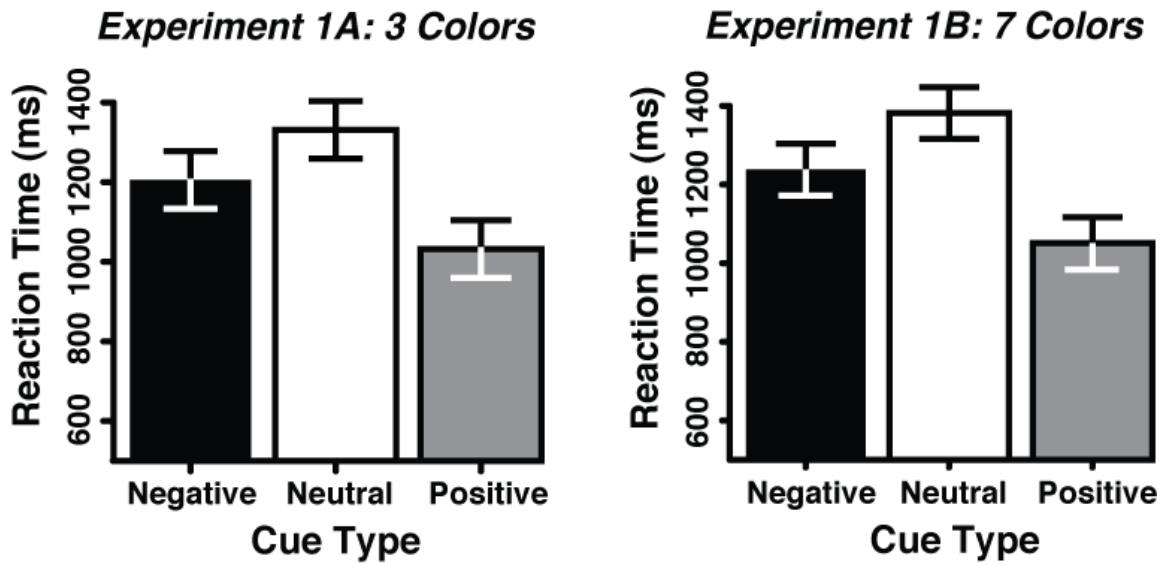 Experiment 1A: 3 Colors
Reaction Time (ms)
1400
1200
1000
800
600
Negative Neutral Positive
Cue Type
Experiment 1B: 7 Colors
Reaction Time (ms)
1400
1200
1000
800
600
Negative Neutral Positive
Cue Type